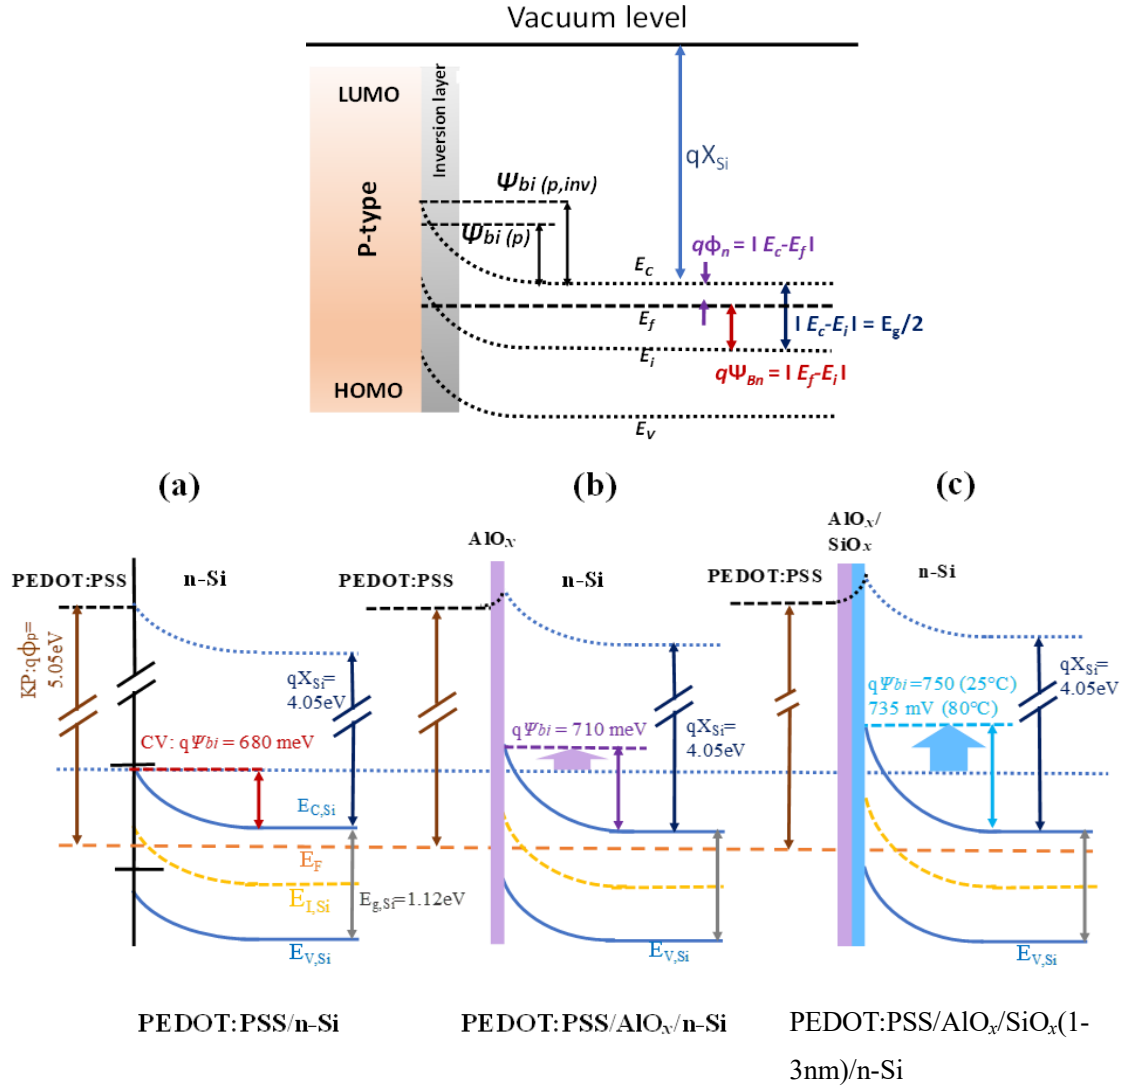 Vacuum level
LUMO
P-type
HOMO
Inversion layer
Ψbi (p,inv)
Ψbi (p)
qXSi
qϕn = I Ec-Ef I
Ec
Ef
I Ec-Ei I = Eg/2
Ei
qΨBn = I Ef-Ei I
EV
(a)
(b)
(c)
PEDOT:PSS
n-Si
KP:qϕp=
5.05eV
qXSi=
4.05eV
CV: qΨbi = 680 meV
EC,Si
EF
EI,Si
Eg,Si=1.12eV
EV,Si
PEDOT:PSS/n-Si
AlOx
PEDOT:PSS
n-Si
qΨbi = 710 meV
qXSi=
4.05eV
EV,Si
PEDOT:PSS/AlOx/n-Si
AlOx/
SiOx
PEDOT:PSS
n-Si
qXSi=
4.05eV
qΨbi=750 (25°C)
735 mV (80°C)
EV,Si
PEDOT:PSS/AlOx/SiOx(1-
3nm)/n-Si